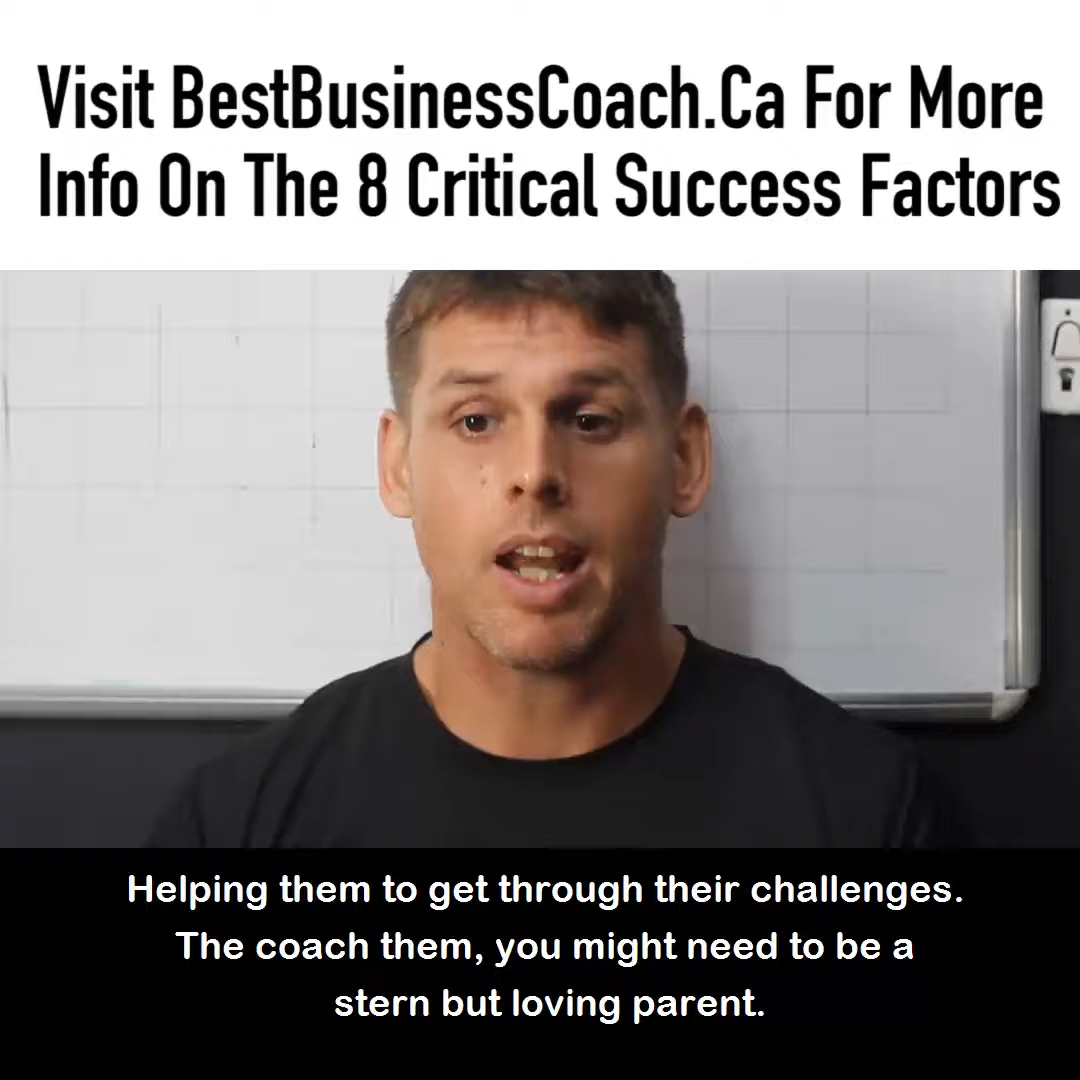 Visit BestBusinessCoach.Ca For More
Info On The 8 Critical Success Factors
Helping them to get through their challenges.
The coach them, you might need to be a
stern but loving parent.